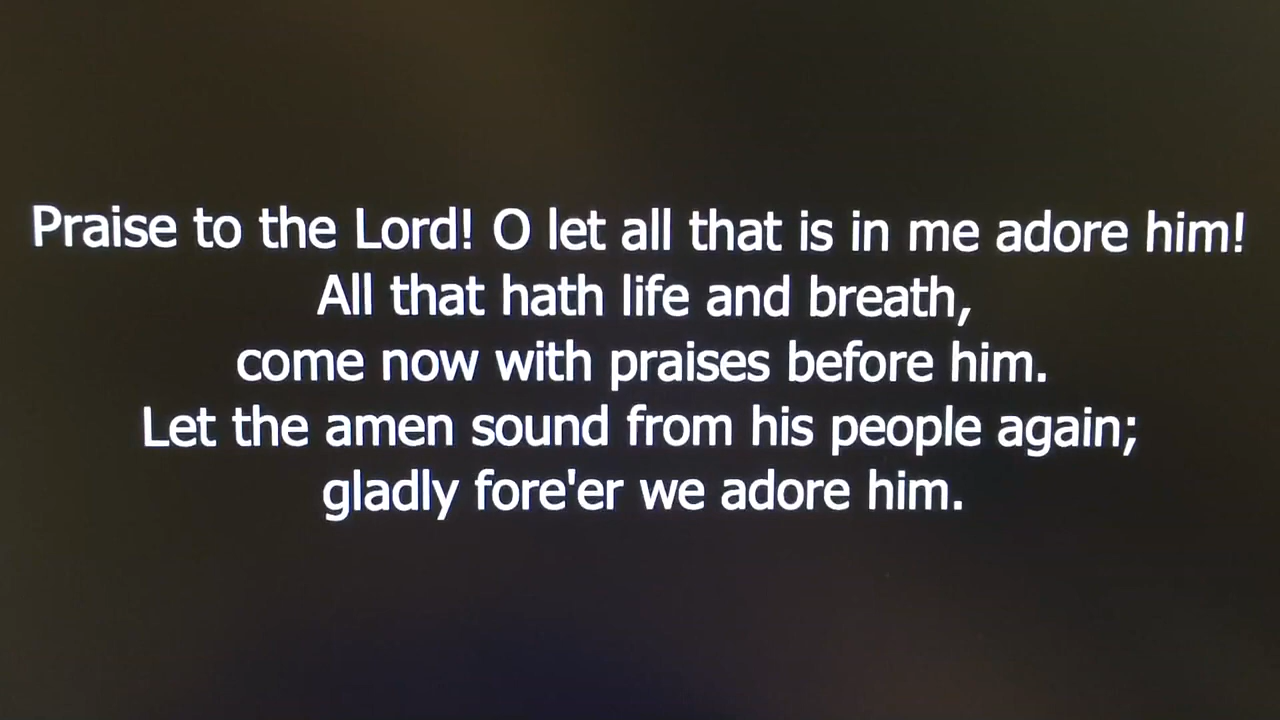 Praise to the Lord! O let all that is in me adore him!
All that hath life and breath,
come now with praises before him.
Let the amen sound from his people again;
gladly fore'er we adore him.